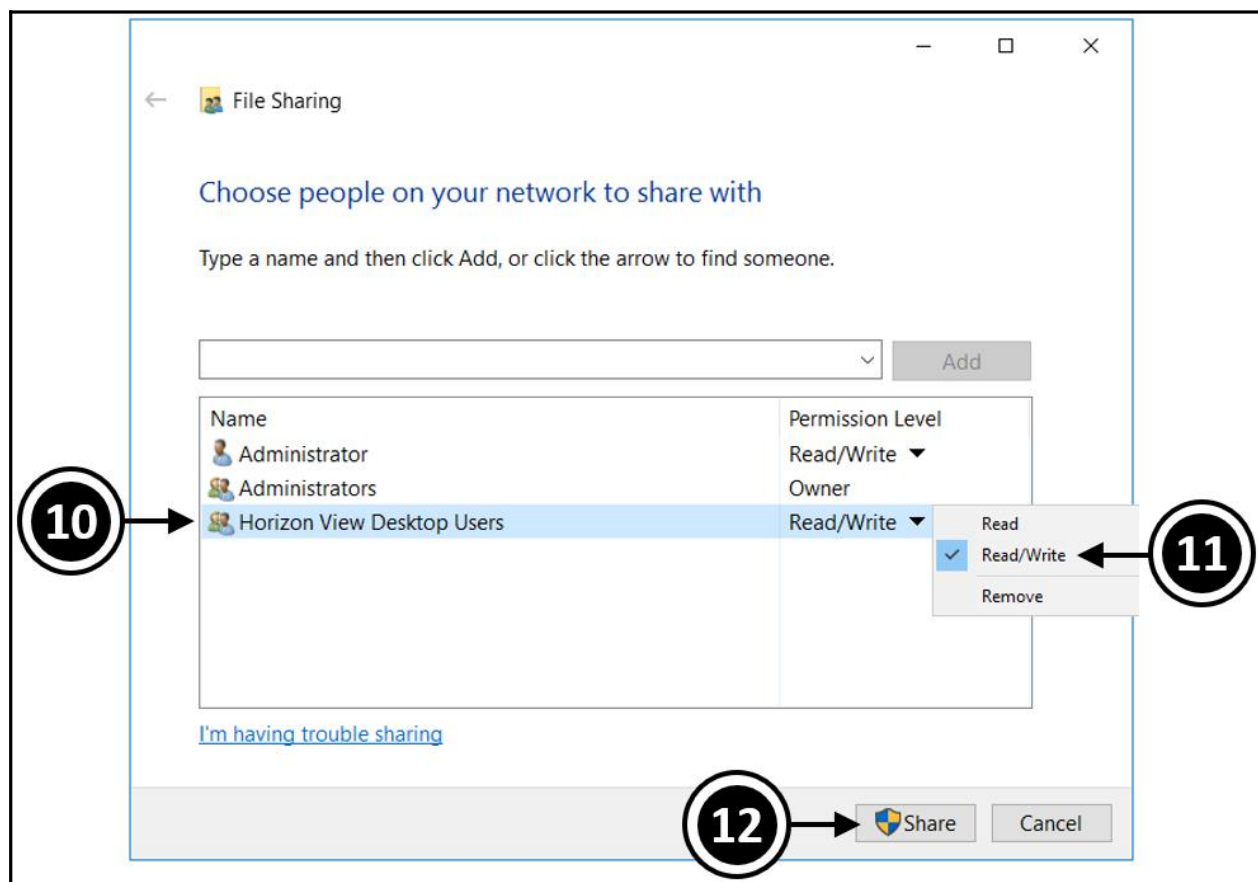 File Sharing
Choose people on your network to share with
Type a name and then click Add, or click the arrow to find someone.
Add
Name Permission Level
Administrator Read/Write
Administrators Owner
10 Horizon View Desktop Users Read/Write Read
Read/Write 11
Remove
I'm having trouble sharing
12 Share Cancel